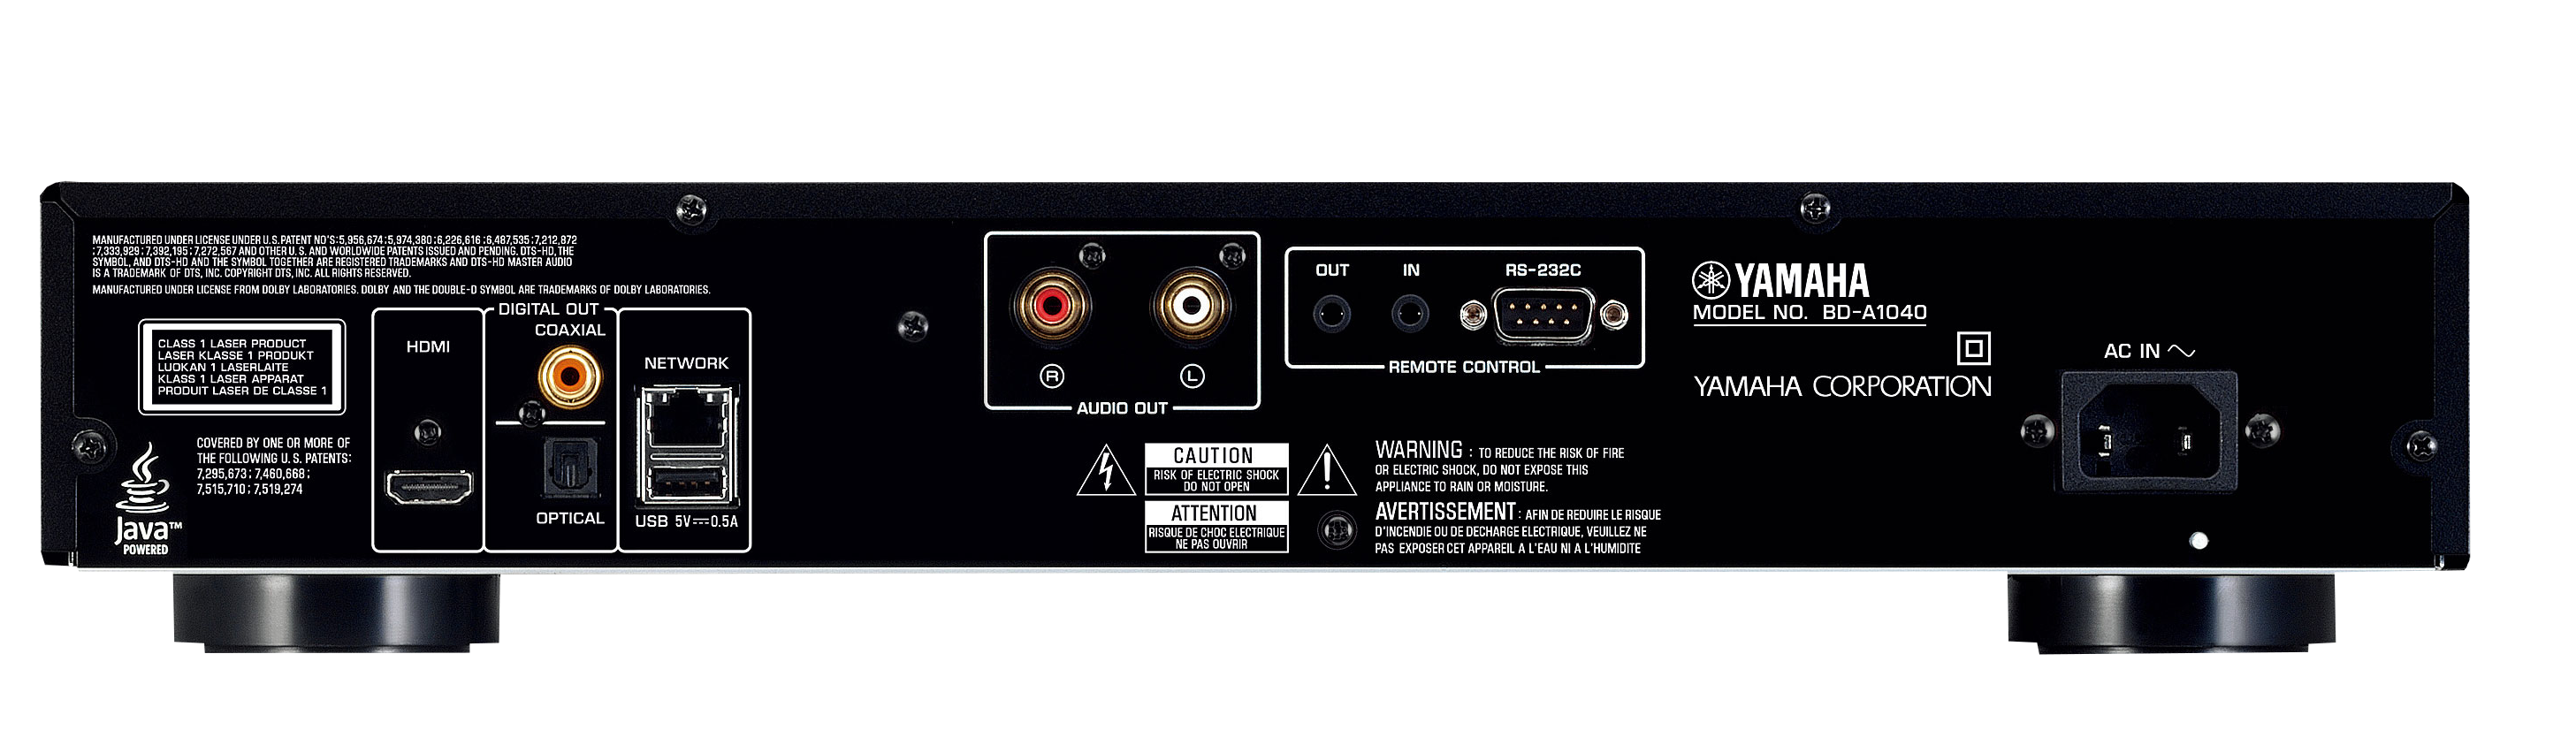 MANUFACTURED UNDER LICENSE UNDER U.S. PATENT NO'S: 5,956,674 ; 5,974,380 ; 6,226,616 ; 6,487,535 ; 7,212,872
; 7,333,929 ; 7,392,195 ; 7,272,567 AND OTHER U. S. AND WORLDWIDE PATENTS ISSUED AND PENDING. DTS-HD, THE
SYMBOL, AND DTS-HD AND THE SYMBOL TOGETHER ARE REGISTERED TRADEMARKS AND DTS-HD MASTER AUDIO
IS A TRADEMARK OF DTS, INC. COPYRIGHT DTS, INC. ALL RIGHTS RESERVED.
MANUFACTURED UNDER LICENSE FROM DOLBY LABORATORIES. DOLBY AND THE DOUBLE-D SYMBOL ARE TRADEMARKS OF DOLBY LABORATORIES.
CLASS 1 LASER PRODUCT
LASER KLASSE 1 PRODUKT
LUOKAN 1 LASERLAITE
KLASS 1 LASER APPARAT
PRODUIT LASER DE CLASSE 1
Java™
POWERED
COVERED BY ONE OR MORE OF
THE FOLLOWING U. S. PATENTS:
7,295,673 ; 7,460,668 ;
7,515,710 ; 7,519,274
HDMI
DIGITAL OUT
COAXIAL
OPTICAL
NETWORK
USB 5V⎓0.5A
R
L
AUDIO OUT
OUT
IN
RS-232C
REMOTE CONTROL
CAUTION
RISK OF ELECTRIC SHOCK
DO NOT OPEN
ATTENTION
RISQUE DE CHOC ELECTRIQUE
NE PAS OUVRIR
WARNING : TO REDUCE THE RISK OF FIRE
OR ELECTRIC SHOCK, DO NOT EXPOSE THIS
APPLIANCE TO RAIN OR MOISTURE.
AVERTISSEMENT : AFIN DE REDUIRE LE RISQUE
D'INCENDIE OU DE DECHARGE ELECTRIQUE, VEUILLEZ NE
PAS EXPOSER CET APPAREIL A L'EAU NI A L'HUMIDITE
YAMAHA
MODEL NO. BD-A1040
YAMAHA CORPORATION
AC IN ~